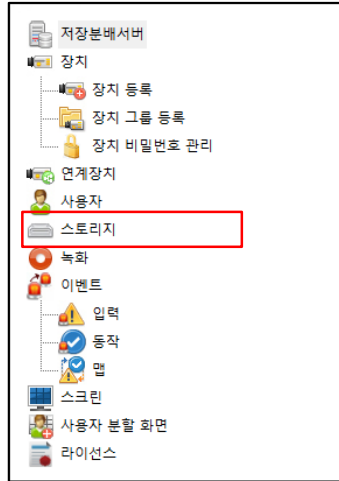 저장분배서버
장치
장치 등록
장치 그룹 등록
장치 비밀번호 관리
연계장치
사용자
스토리지
녹화
이벤트
입력
동작
맵
스크린
사용자 분할 화면
라이선스